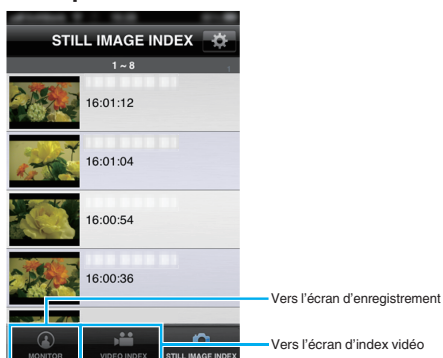 STILL IMAGE INDEX
1 ~ 8
16:01:12
16:01:04
16:00:54
16:00:36
Vers l'écran d'enregistrement
MONITOR
VIDEO INDEX
STILL IMAGE INDEX
Vers l'écran d'index vidéo